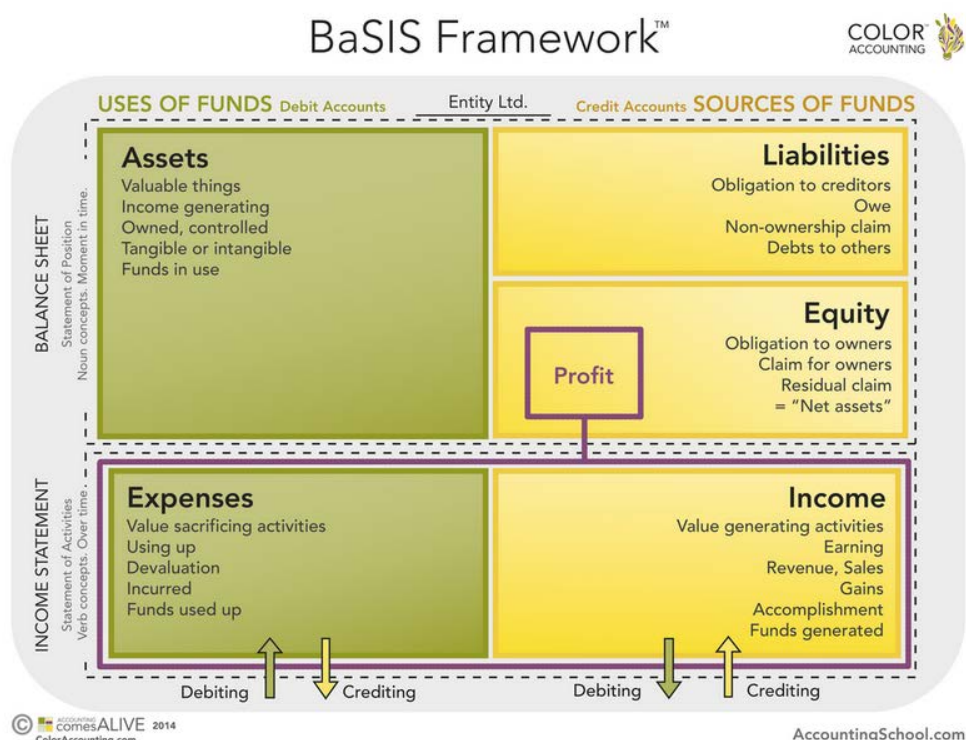 BaSIS Framework™
COLOR™
ACCOUNTING
USES OF FUNDS Debit Accounts
Entity Ltd.
Credit Accounts SOURCES OF FUNDS
BALANCE SHEET
Statement of Position
Noun concepts. Moment in time.
Assets
Valuable things
Income generating
Owned, controlled
Tangible or intangible
Funds in use
Liabilities
Obligation to creditors
Owe
Non-ownership claim
Debts to others
Equity
Obligation to owners
Claim for owners
Residual claim
= “Net assets”
Profit
INCOME STATEMENT
Statement of Activities
Verb concepts. Over time.
Expenses
Value sacrificing activities
Using up
Devaluation
Incurred
Funds used up
Income
Value generating activities
Earning
Revenue, Sales
Gains
Accomplishment
Funds generated
Debiting
Crediting
Debiting
Crediting
© ACCOUNTING
comesALIVE 2014
ColorAccounting.com
AccountingSchool.com